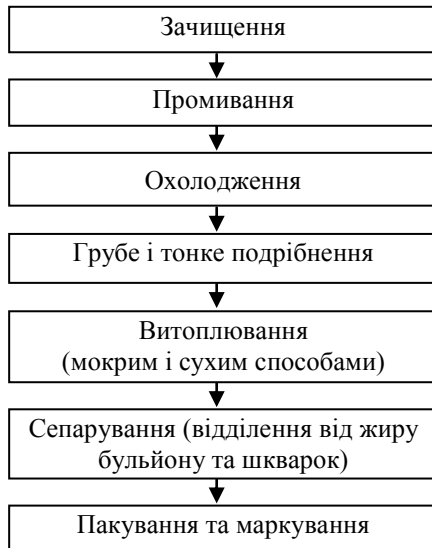 Зачищення
Промивання
Охолодження
Грубе і тонке подрібнення
Витоплювання
(мокрим і сухим способами)
Сепарування (відділення від жиру
бульйону та шкварок)
Пакування та маркування